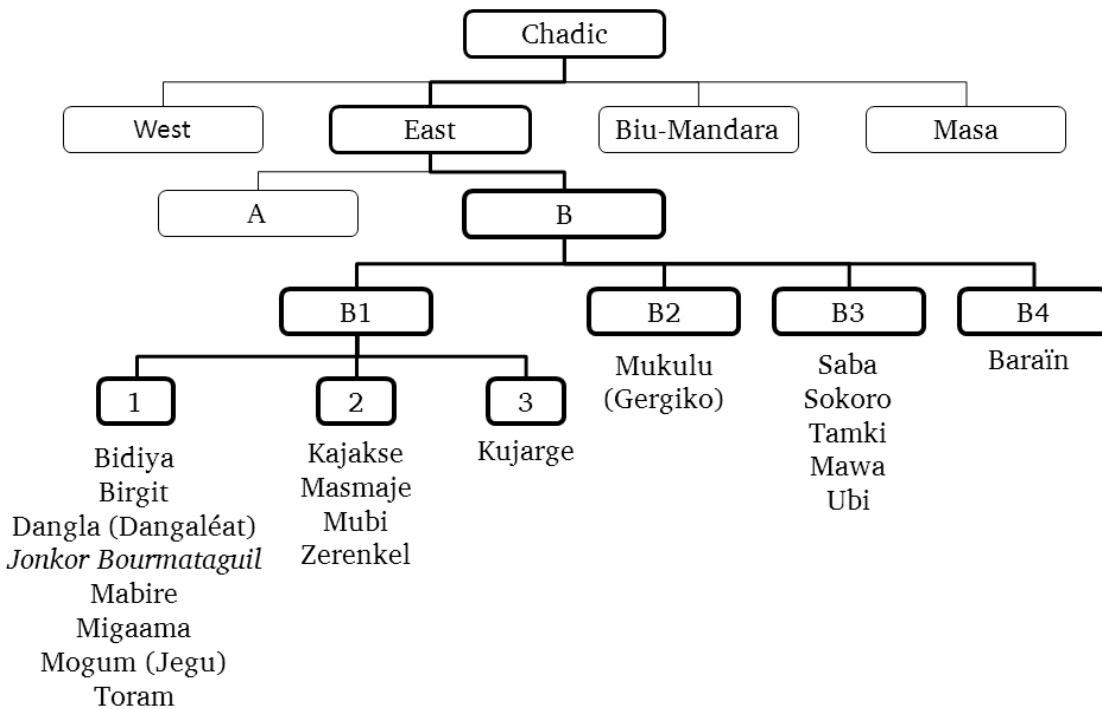 Chadic
West
East
Biu-Mandara
Masa
A
B
B1
B2
B3
B4
1
2
3
Mukulu
(Gergiko)
Saba
Sokoro
Tamki
Mawa
Ubi
Baraïn
Bidiya
Birgit
Dangla (Dangaléat)
Jonkor Bourmataguil
Mabire
Migaama
Mogum (Jegu)
Toram
Kajakse
Masmaje
Mubi
Zerenkel
Kujarge